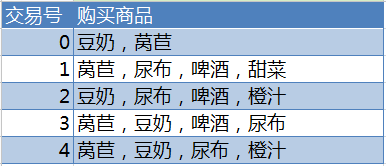 交易号 购买商品
0 豆奶，莴苣
1 莴苣，尿布，啤酒，甜菜
2 豆奶，尿布，啤酒，橙汁
3 莴苣，豆奶，啤酒，尿布
4 莴苣，豆奶，尿布，橙汁